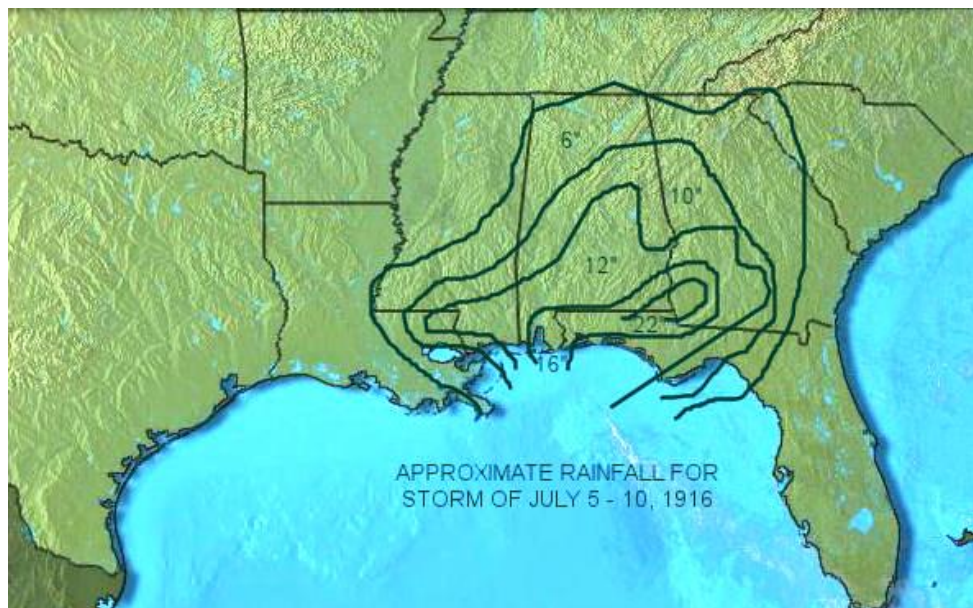 6"
10"
12"
22"
16"
APPROXIMATE RAINFALL FOR
STORM OF JULY 5 - 10, 1916